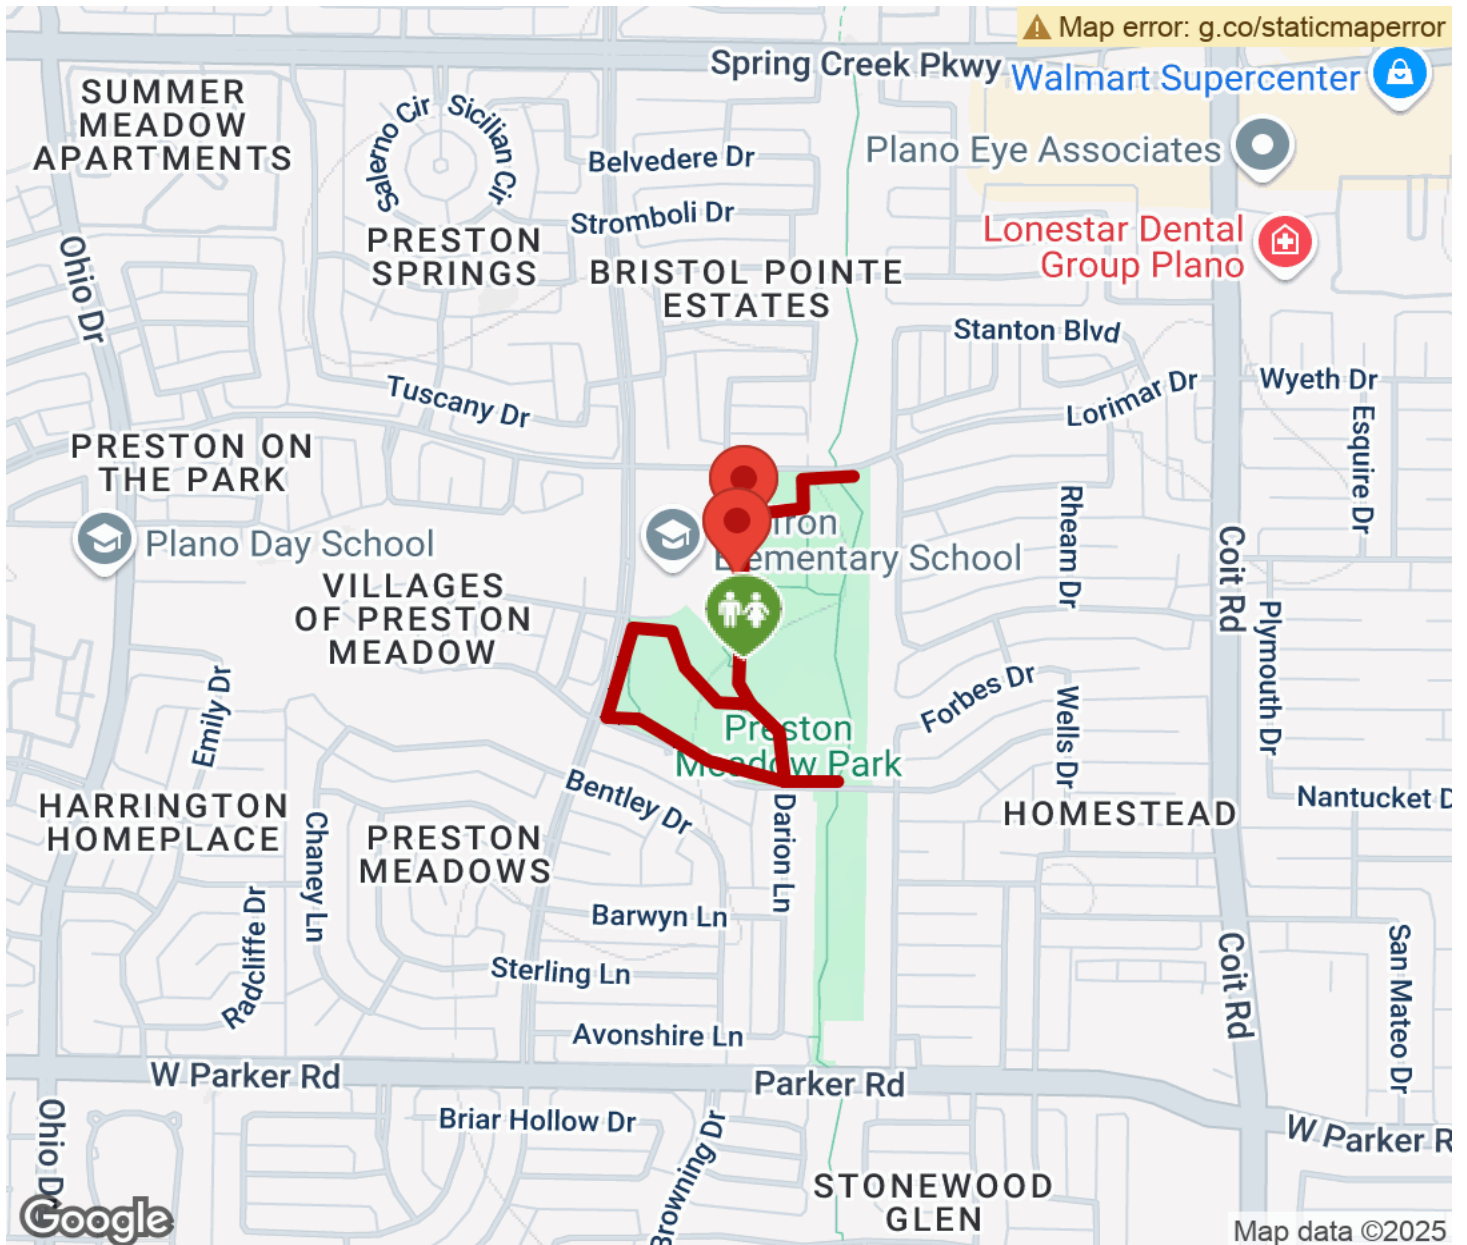 Map error: g.co/staticmaperror
Spring Creek Pkwy
Walmart Supercenter
SUMMER
MEADOW
APARTMENTS
Salerno Cir
Sicilian Cir
Belvedere Dr
Plano Eye Associates
Stromboli Dr
Lonestar Dental
Group Plano
PRESTON
SPRINGS
Ohio Dr
BRISTOL POINTE
ESTATES
Stanton Blvd
Tuscany Dr
Lorimar Dr
Wyeth Dr
Esquire Dr
PRESTON ON
THE PARK
Plano Day School
Elementary School
Rheam Dr
Coit Rd
VILLAGES
OF PRESTON
MEADOW
Plymouth Dr
Emily Dr
Forbes Dr
Wells Dr
Preston
Meadow Park
HARRINGTON
HOMEPLACE
Bentley Dr
Nantucket D
HOMESTEAD
Chaney Ln
PRESTON
MEADOWS
Darion Ln
Radcliffe Dr
Barwyn Ln
Sterling Ln
Coit Rd
San Mateo Dr
Avonshire Ln
W Parker Rd
Parker Rd
Ohio Dr
Briar Hollow Dr
Browning Dr
W Parker R
STONEWOOD
GLEN
Google
Map data ©2025